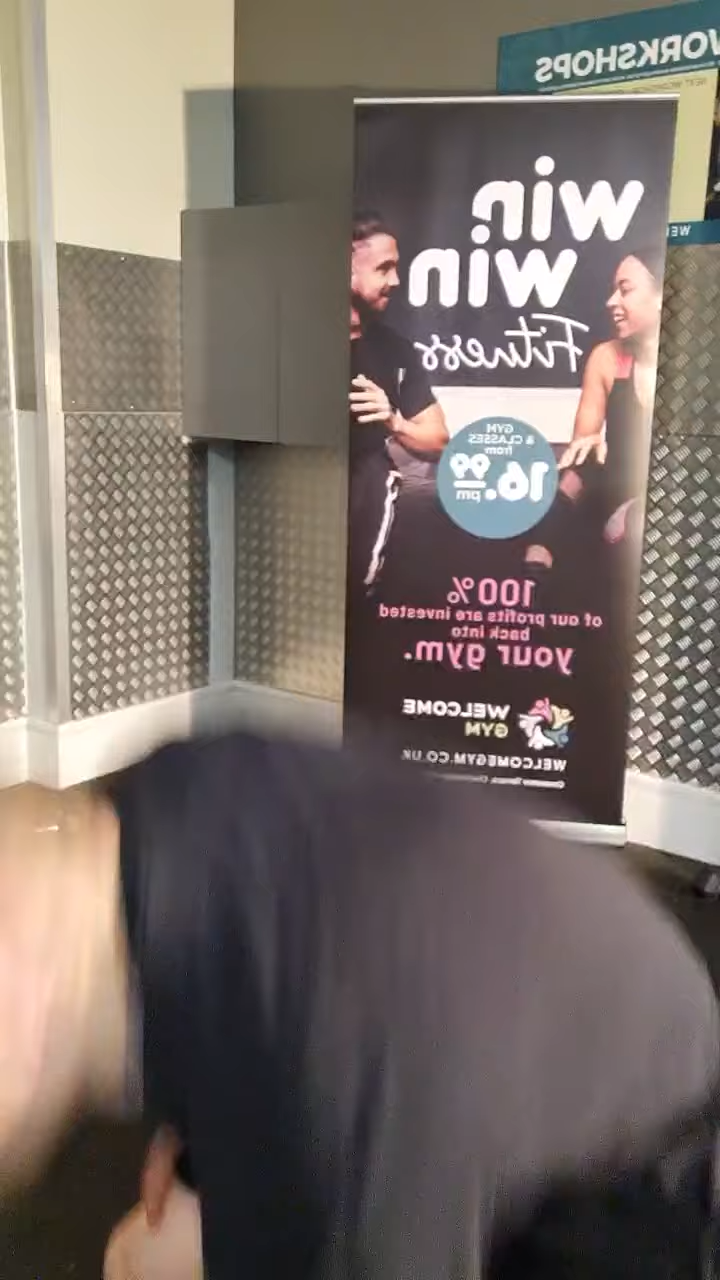 WORKSHOPS
win
win
Fitness
GYM
& CLASSES
from
16.99
pm
100%
of our profits are invested
back into
your gym.
WELCOME
GYM
WELCOMEGYM.CO.UK